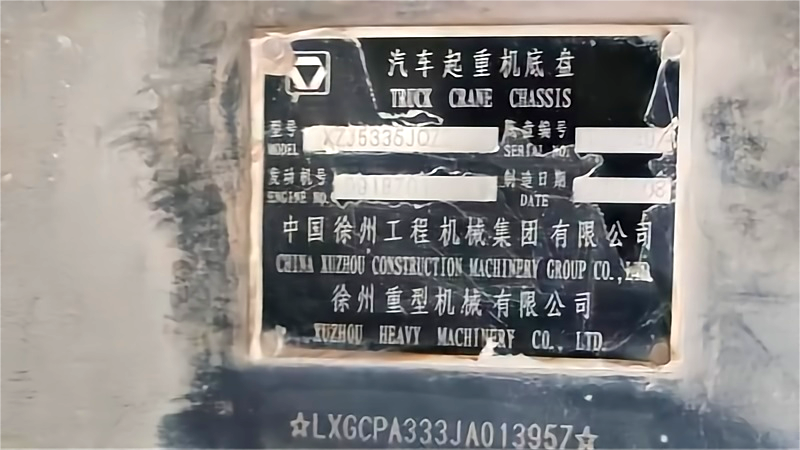 汽车起重机底盘
TRUCK CRANE CHASSIS
型号 XZJ5335JQZ 底盘编号
MODEL SERIAL NO.
发动机号 制造日期 08
ENGINE NO. DATE
中国徐州工程机械集团有限公司
CHINA XUZHOU CONSTRUCTION MACHINERY GROUP CO., LTD.
徐州重型机械有限公司
XUZHOU HEAVY MACHINERY CO., LTD.
☆LXGCPA333JA013957☆